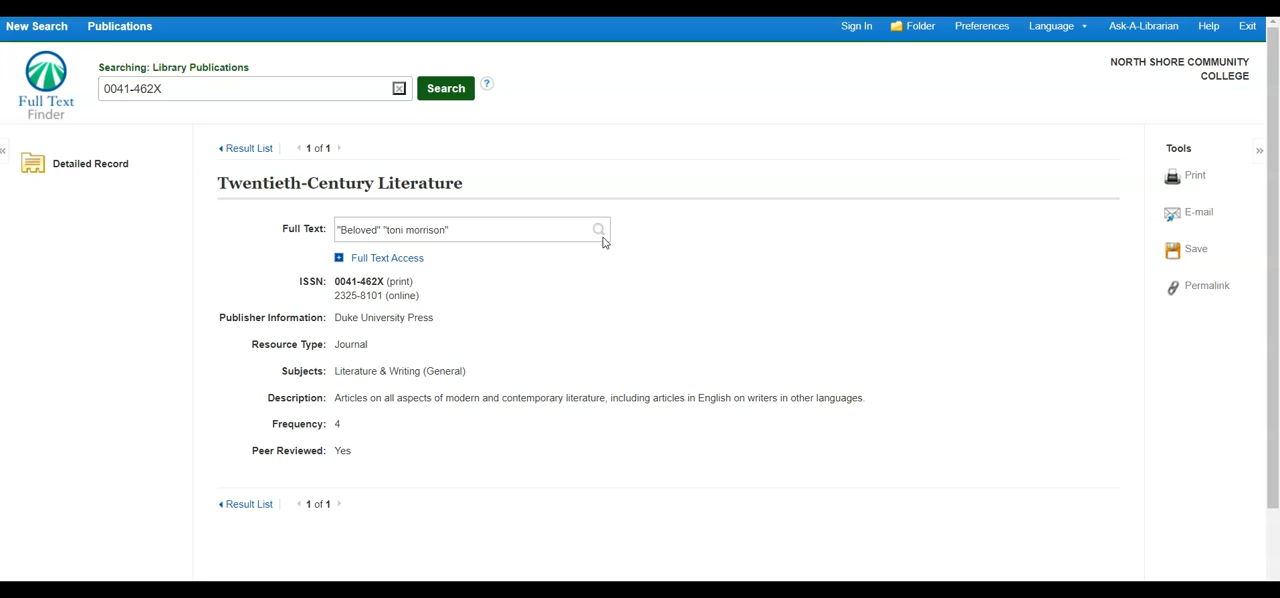 New Search Publications Sign In Folder Preferences Language Ask-A-Librarian Help Exit
Full Text
Finder
Searching: Library Publications
0041-462X Search ?
NORTH SHORE COMMUNITY
COLLEGE
« Detailed Record
Result List 1 of 1
Twentieth-Century Literature
Full Text: "Beloved" "toni morrison"
Full Text Access
ISSN: 0041-462X (print)
2325-8101 (online)
Publisher Information: Duke University Press
Resource Type: Journal
Subjects: Literature & Writing (General)
Description: Articles on all aspects of modern and contemporary literature, including articles in English on writers in other languages.
Frequency: 4
Peer Reviewed: Yes
Result List 1 of 1
Tools »
Print
E-mail
Save
Permalink